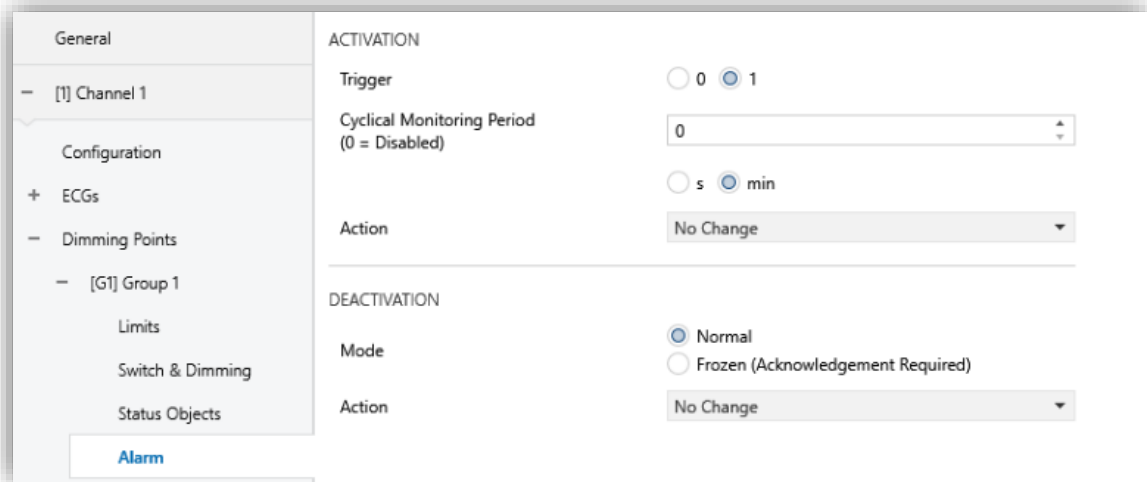 General
[1] Channel 1
Configuration
ECGs
Dimming Points
[G1] Group 1
Limits
Switch & Dimming
Status Objects
Alarm
ACTIVATION
Trigger
0 1
Cyclical Monitoring Period
(0 = Disabled)
0
s min
Action
No Change
DEACTIVATION
Mode
Normal
Frozen (Acknowledgement Required)
Action
No Change